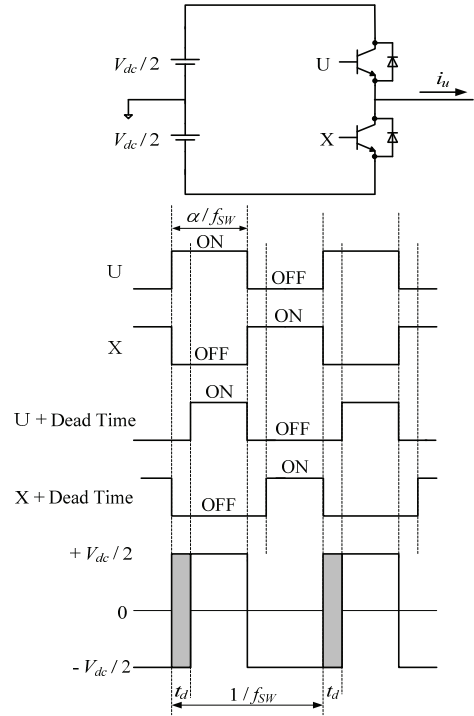 V_dc / 2
U
i_u
V_dc / 2
X
α / f_SW
ON
U
OFF
ON
X
OFF
ON
U + Dead Time
OFF
ON
X + Dead Time
OFF
+ V_dc / 2
0
- V_dc / 2
t_d
1 / f_SW
t_d